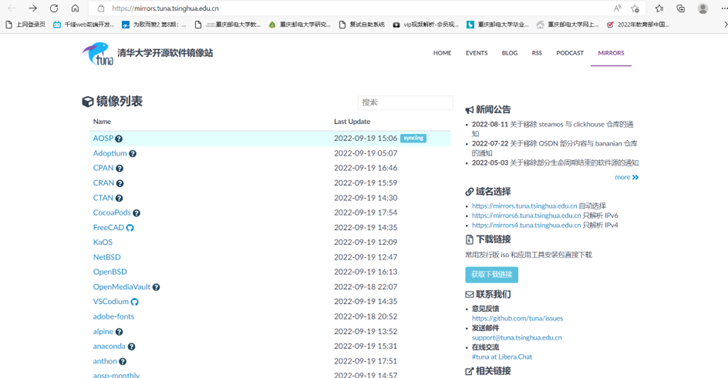 https://mirrors.tuna.tsinghua.edu.cn
上网登录页
千锋web前端开发...
为歌而赞2 第8期:...
:::::重庆邮电大学教...
重庆邮电大学研究...
复试自助系统
vip视频解析-会员视...
重庆邮电大学毕业...
重庆邮电大学网上...
2022年教育部中国...
tuna
清华大学开源软件镜像站
HOME
EVENTS
BLOG
RSS
PODCAST
MIRRORS
镜像列表
搜索
Name Last Update
AOSP 2022-09-19 15:06 syncing
Adoptium 2022-09-19 05:07
CPAN 2022-09-19 16:46
CRAN 2022-09-19 15:59
CTAN 2022-09-19 14:30
CocoaPods 2022-09-19 17:54
FreeCAD 2022-09-19 14:35
KaOS 2022-09-19 12:09
NetBSD 2022-09-19 12:47
OpenBSD 2022-09-19 16:13
OpenMediaVault 2022-09-18 22:07
VSCodium 2022-09-19 14:35
adobe-fonts 2022-09-18 20:52
alpine 2022-09-19 13:52
anaconda 2022-09-19 15:31
anthon 2022-09-19 17:51
aosp-monthly 2022-09-19 14:57
新闻公告
2022-08-11 关于移除 steamos 与 clickhouse 仓库的通
知
2022-07-22 关于移除 OSDN 部分内容与 bananian 仓库
的通知
2022-05-03 关于移除部分生命周期结束的软件源的通知
more
域名选择
https://mirrors.tuna.tsinghua.edu.cn 自动选择
https://mirrors6.tuna.tsinghua.edu.cn 只解析 IPv6
https://mirrors4.tuna.tsinghua.edu.cn 只解析 IPv4
下载链接
常用发行版 iso 和应用工具安装包直接下载
获取下载链接
联系我们
意见反馈
https://github.com/tuna/issues
发送邮件
support@tuna.tsinghua.edu.cn
在线交流
#tuna at Libera.Chat
相关链接